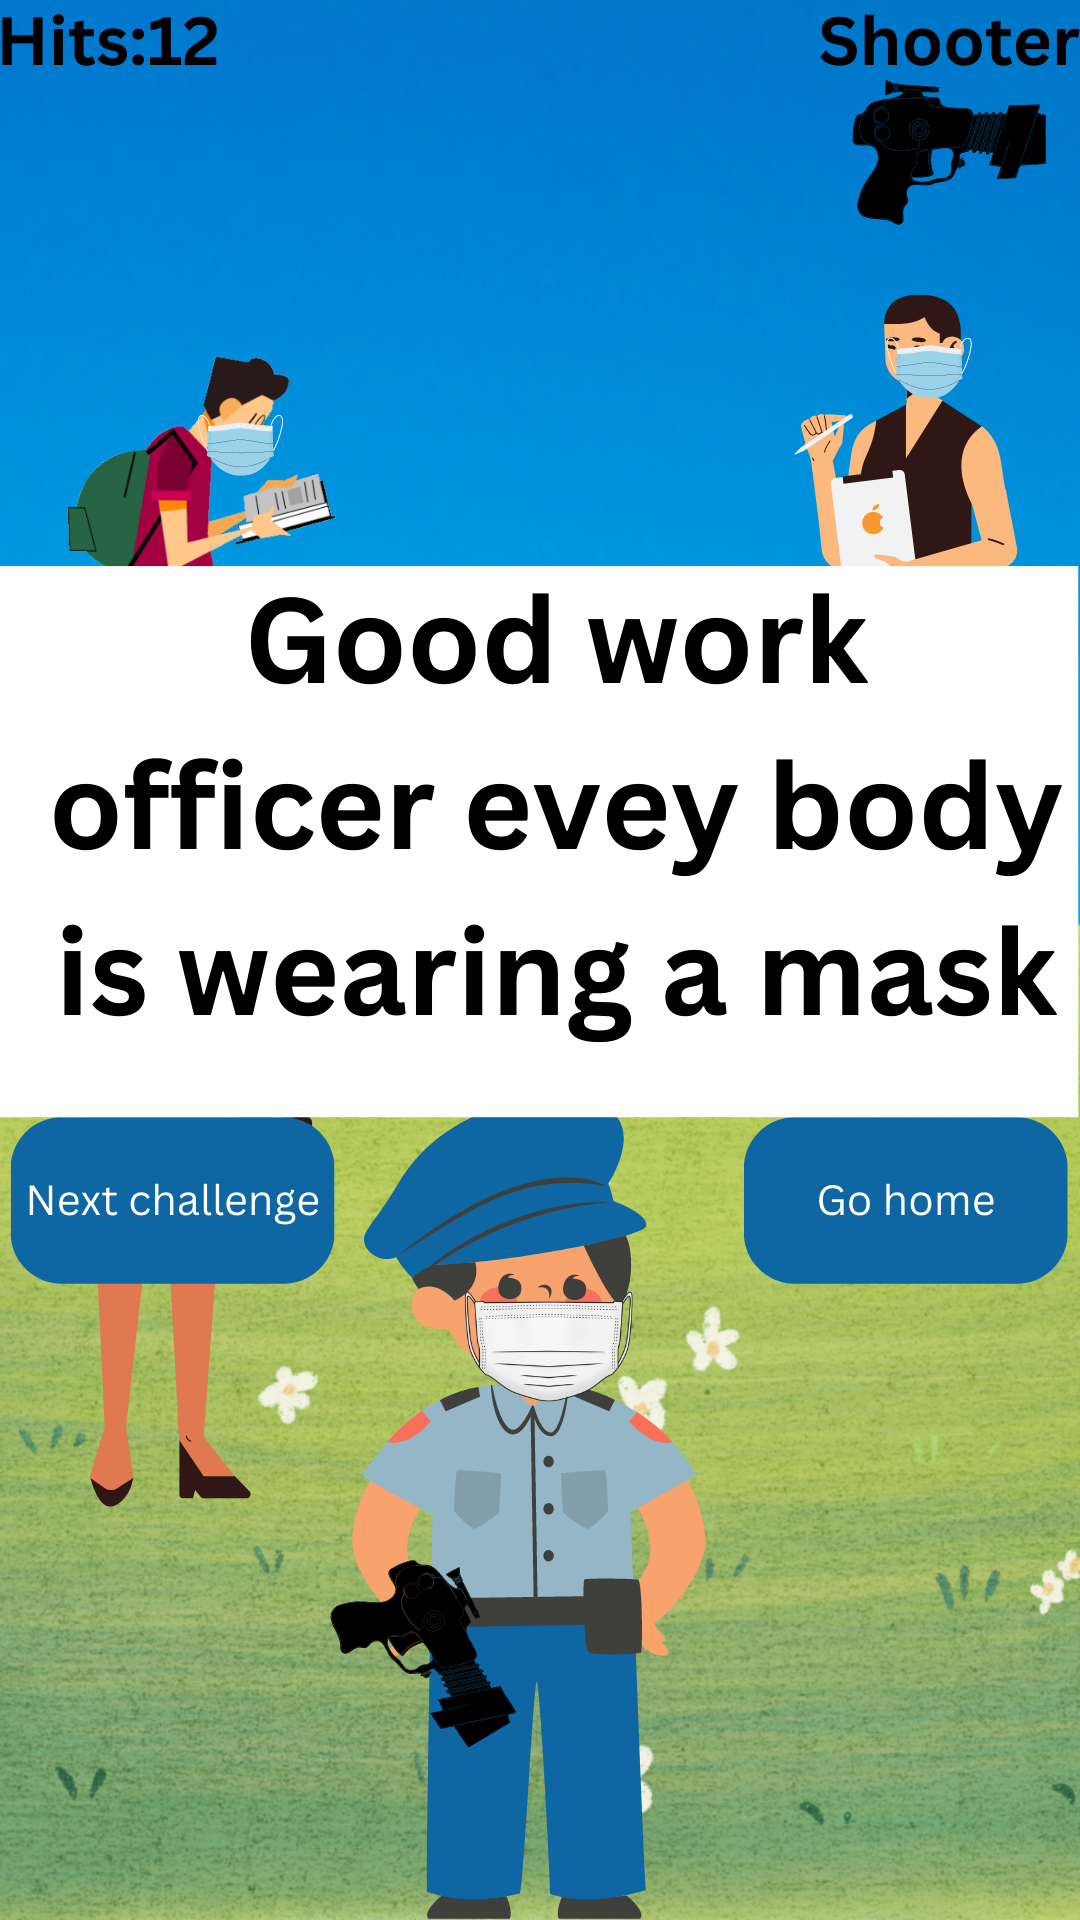 Hits:12
Shooter
Good work
officer evey body
is wearing a mask
Next challenge
Go home